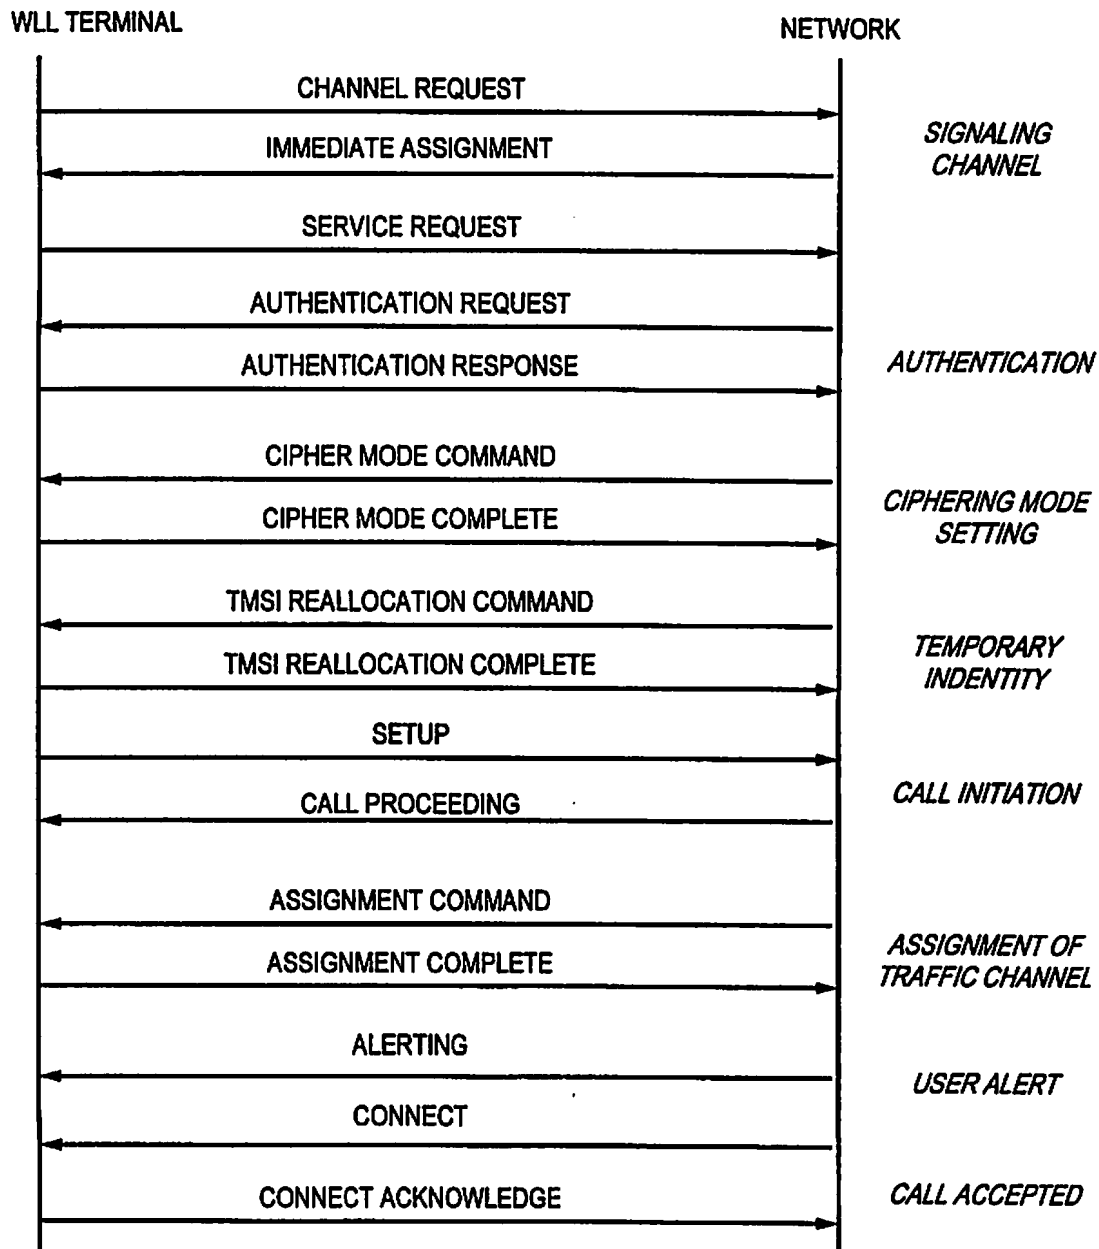 WLL TERMINAL
NETWORK
CHANNEL REQUEST
IMMEDIATE ASSIGNMENT
SIGNALING
CHANNEL
SERVICE REQUEST
AUTHENTICATION REQUEST
AUTHENTICATION RESPONSE
AUTHENTICATION
CIPHER MODE COMMAND
CIPHER MODE COMPLETE
CIPHERING MODE
SETTING
TMSI REALLOCATION COMMAND
TMSI REALLOCATION COMPLETE
TEMPORARY
INDENTITY
SETUP
CALL PROCEEDING
CALL INITIATION
ASSIGNMENT COMMAND
ASSIGNMENT COMPLETE
ASSIGNMENT OF
TRAFFIC CHANNEL
ALERTING
USER ALERT
CONNECT
CONNECT ACKNOWLEDGE
CALL ACCEPTED